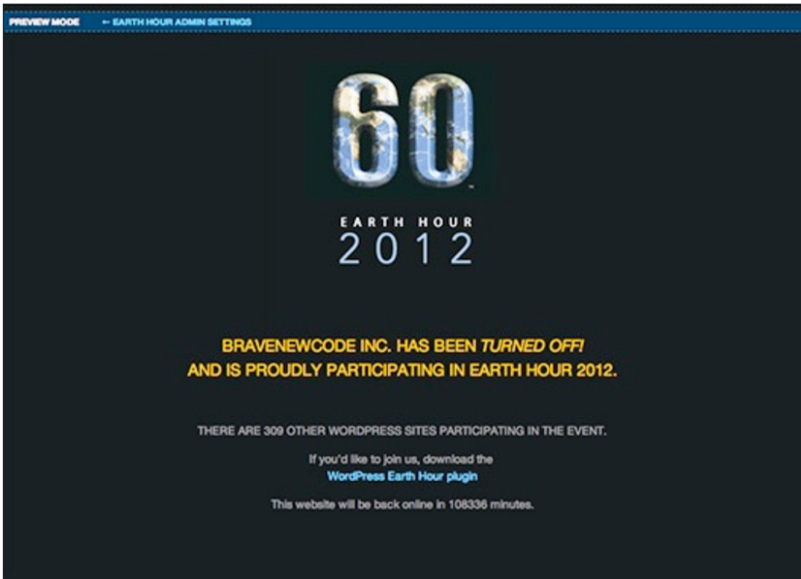 PREVIEW MODE ← EARTH HOUR ADMIN SETTINGS
60
™
EARTH HOUR
2012
BRAVENEWCODE INC. HAS BEEN TURNED OFF!
AND IS PROUDLY PARTICIPATING IN EARTH HOUR 2012.
THERE ARE 309 OTHER WORDPRESS SITES PARTICIPATING IN THE EVENT.
If you'd like to join us, download the
WordPress Earth Hour plugin
This website will be back online in 108336 minutes.